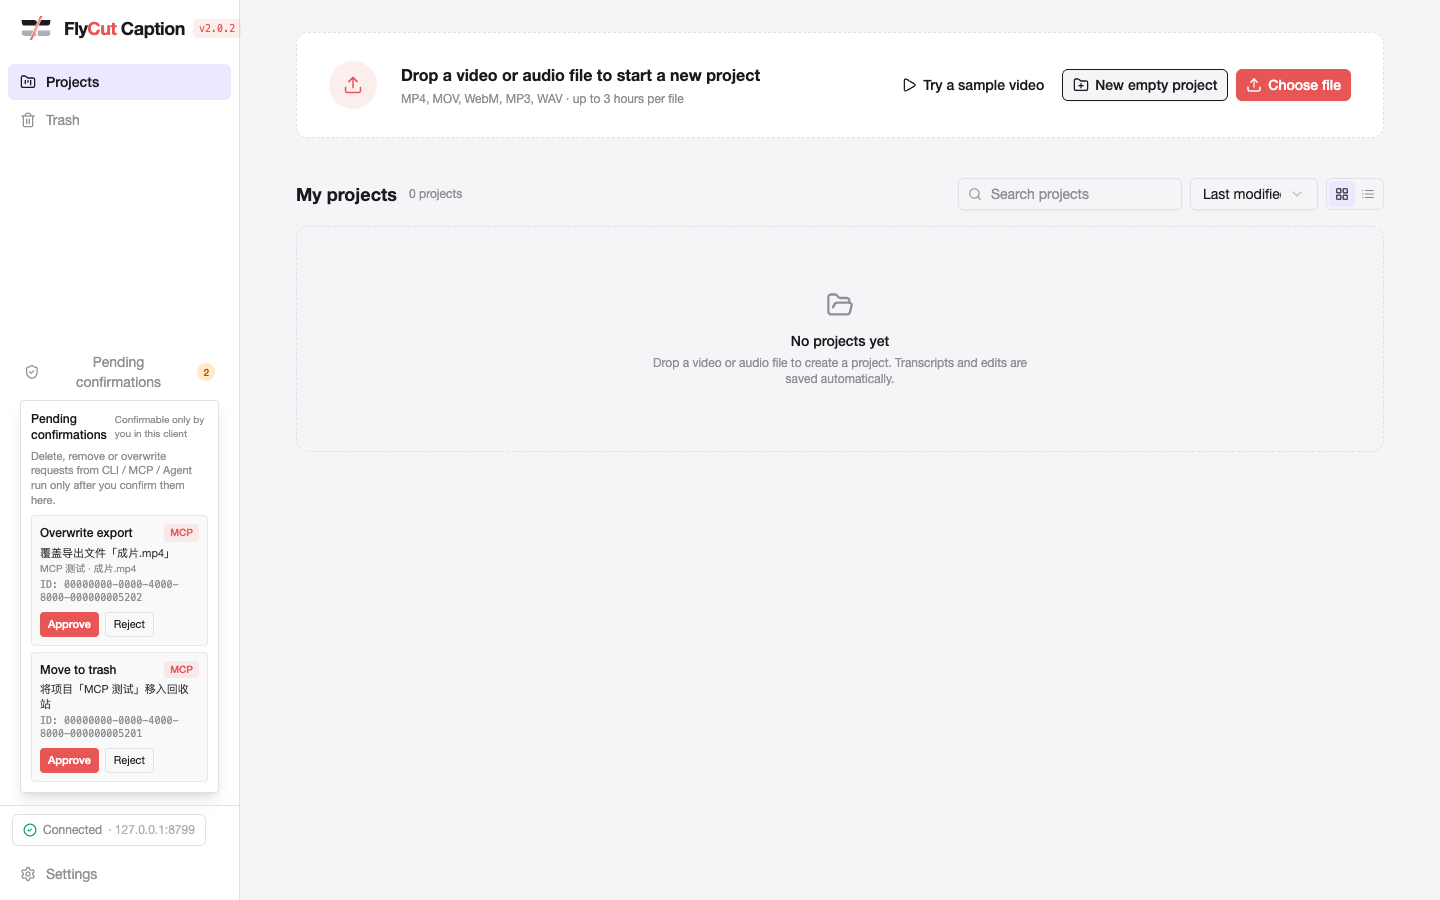 FlyCut Caption v2.0.2
Projects
Trash
Pending
confirmations
2
Pending
confirmations
Confirmable only by
you in this client
Delete, remove or overwrite
requests from CLI / MCP / Agent
run only after you confirm them
here.
Overwrite export MCP
覆盖导出文件「成片.mp4」
MCP 测试 · 成片.mp4
ID: 00000000-0000-4000-
8000-000000005202
Approve Reject
Move to trash MCP
将项目「MCP 测试」移入回收
站
ID: 00000000-0000-4000-
8000-000000005201
Approve Reject
Connected · 127.0.0.1:8799
Settings
Drop a video or audio file to start a new project
MP4, MOV, WebM, MP3, WAV · up to 3 hours per file
Try a sample video New empty project Choose file
My projects 0 projects
Search projects Last modifie
No projects yet
Drop a video or audio file to create a project. Transcripts and edits are
saved automatically.